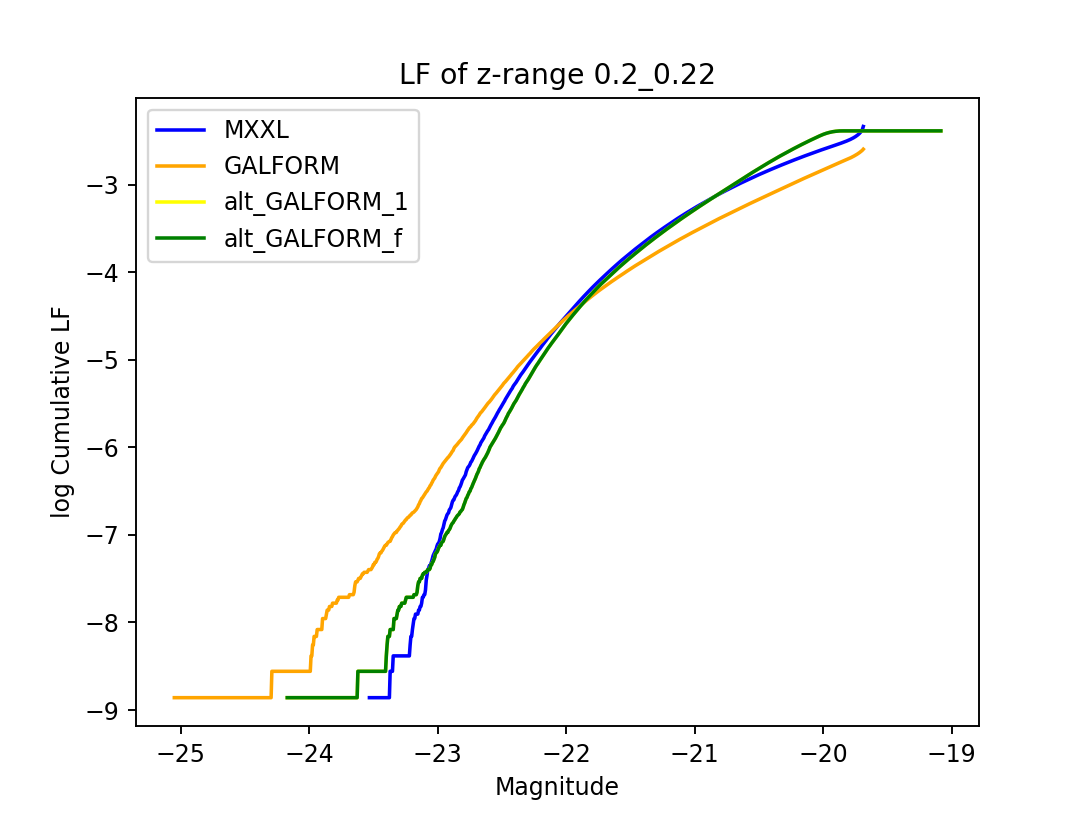 LF of z-range 0.2_0.22
MXXL
GALFORM
alt_GALFORM_1
alt_GALFORM_f
log Cumulative LF
−3
−4
−5
−6
−7
−8
−9
−25
−24
−23
−22
−21
−20
−19
Magnitude